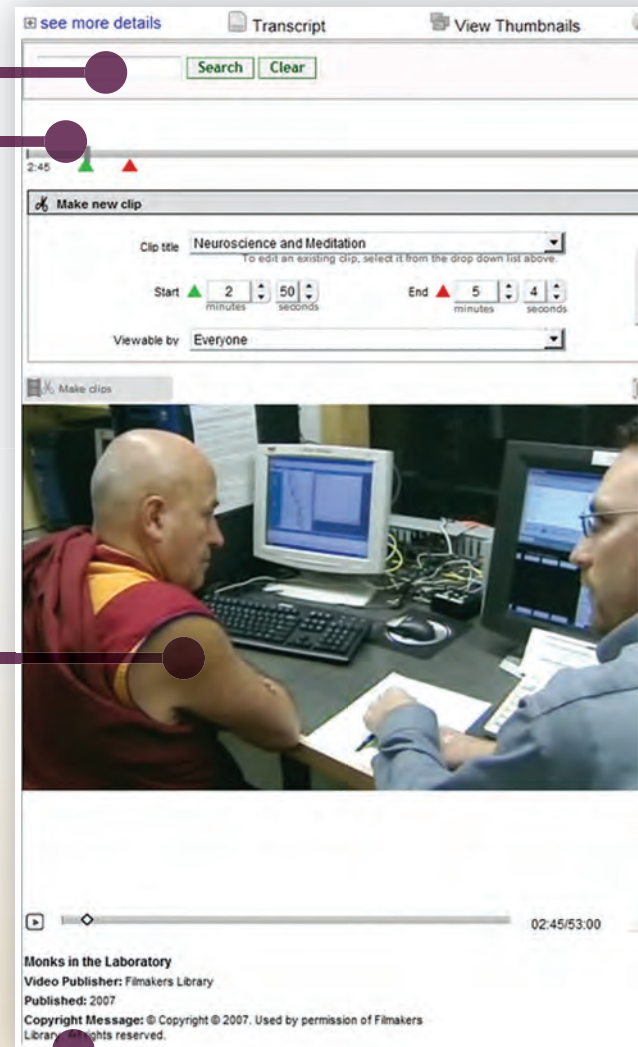 see more details Transcript View Thumbnails
Search Clear
2:45
Make new clip
Clip title Neuroscience and Meditation
To edit an existing clip, select it from the drop down list above.
Start 2 50 End 5 4
minutes seconds minutes seconds
Viewable by Everyone
Make clips
02:45/53:00
Monks in the Laboratory
Video Publisher: Filmakers Library
Published: 2007
Copyright Message: © Copyright © 2007. Used by permission of Filmakers
Library. rights reserved.